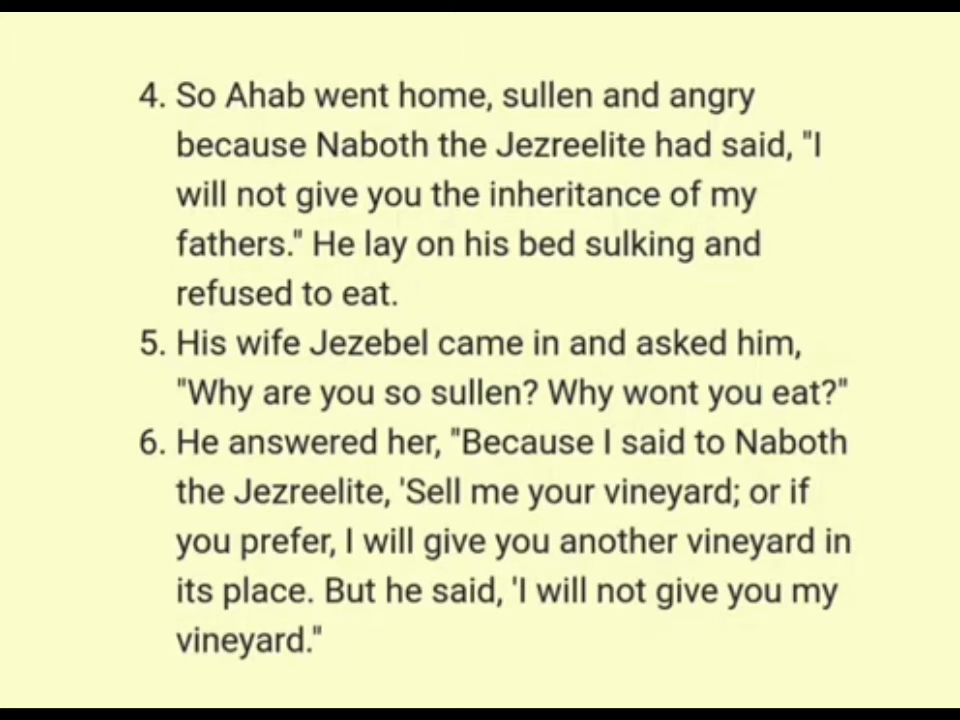 4. So Ahab went home, sullen and angry
because Naboth the Jezreelite had said, "I
will not give you the inheritance of my
fathers." He lay on his bed sulking and
refused to eat.
5. His wife Jezebel came in and asked him,
"Why are you so sullen? Why wont you eat?"
6. He answered her, "Because I said to Naboth
the Jezreelite, 'Sell me your vineyard; or if
you prefer, I will give you another vineyard in
its place. But he said, 'I will not give you my
vineyard."